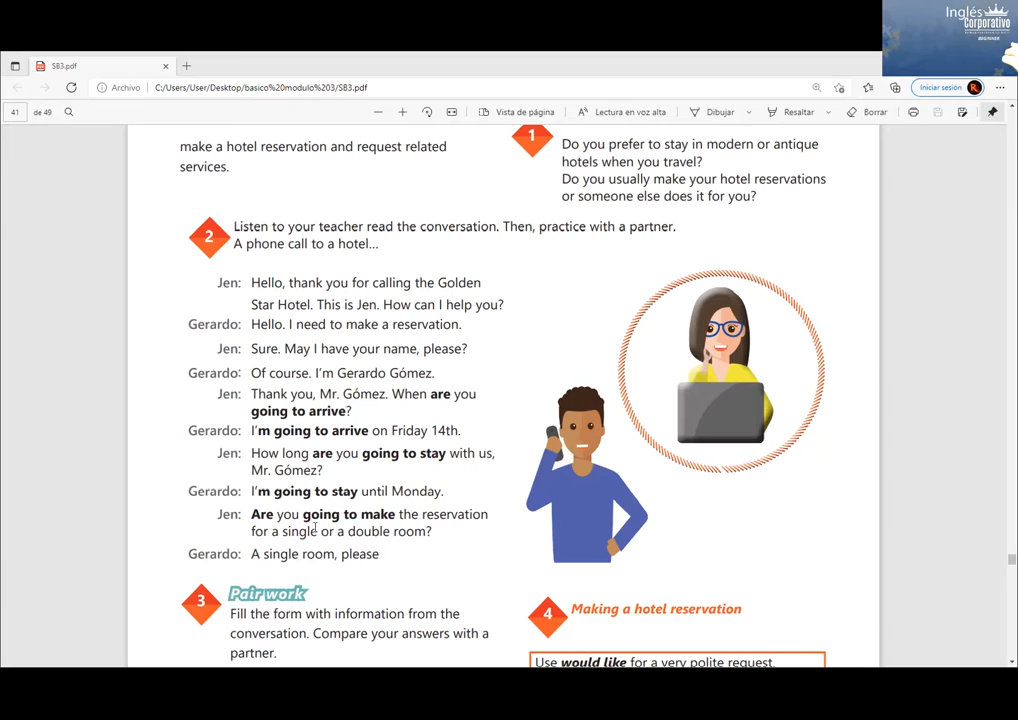 Inglés
Corporativo
BEGINNER
SB3.pdf
Archivo
C:/Users/User/Desktop/basico%20modulo%203/SB3.pdf
Iniciar sesión
41 de 49
Vista de página
Lectura en voz alta
Dibujar
Resaltar
Borrar
make a hotel reservation and request related
services.
1
Do you prefer to stay in modern or antique
hotels when you travel?
Do you usually make your hotel reservations
or someone else does it for you?
2
Listen to your teacher read the conversation. Then, practice with a partner.
A phone call to a hotel...
Jen: Hello, thank you for calling the Golden
Star Hotel. This is Jen. How can I help you?
Gerardo: Hello. I need to make a reservation.
Jen: Sure. May I have your name, please?
Gerardo: Of course. I'm Gerardo Gómez.
Jen: Thank you, Mr. Gómez. When are you
going to arrive?
Gerardo: I'm going to arrive on Friday 14th.
Jen: How long are you going to stay with us,
Mr. Gómez?
Gerardo: I'm going to stay until Monday.
Jen: Are you going to make the reservation
for a single or a double room?
Gerardo: A single room, please
3
Pair work
Fill the form with information from the
conversation. Compare your answers with a
partner.
4
Making a hotel reservation
Use would like for a very polite request.